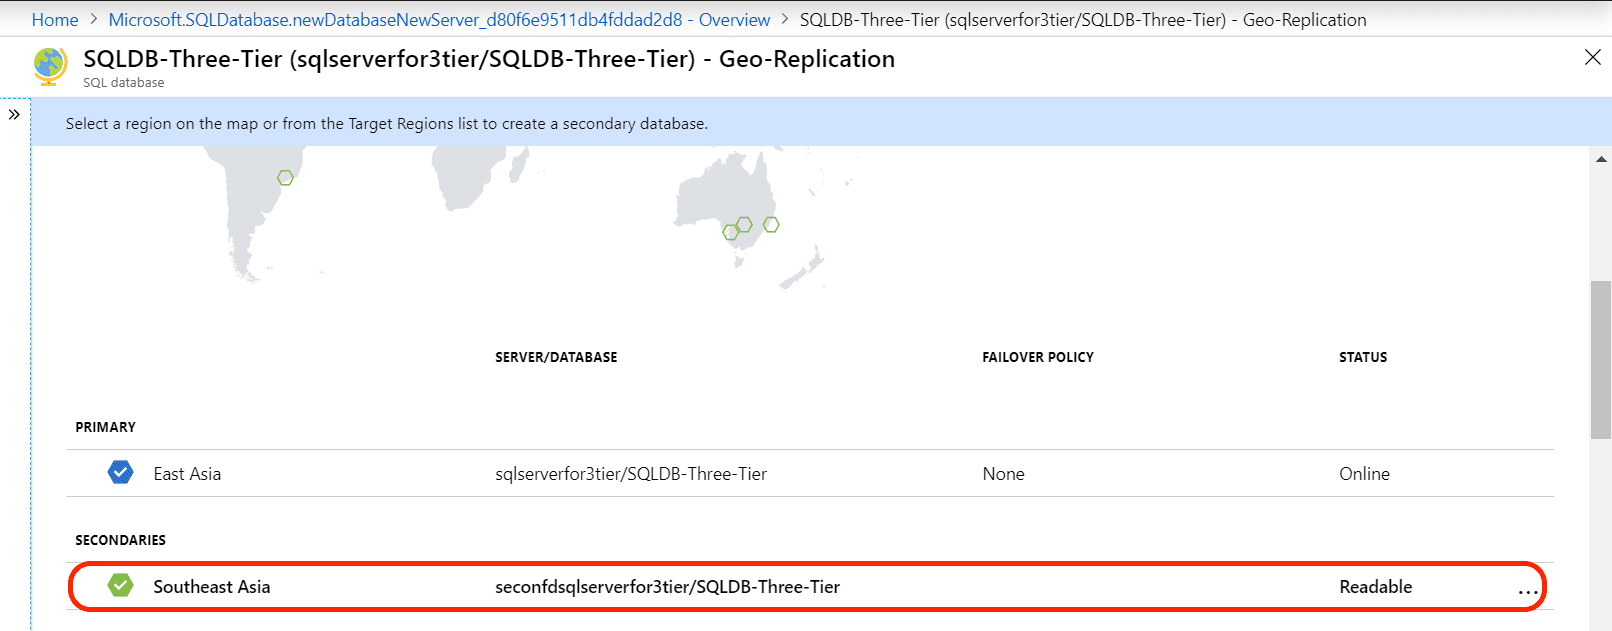 Home > Microsoft.SQLDatabase.newDatabaseNewServer_d80f6e9511db4fddad2d8 - Overview > SQLDB-Three-Tier (sqlserverfor3tier/SQLDB-Three-Tier) - Geo-Replication
SQLDB-Three-Tier (sqlserverfor3tier/SQLDB-Three-Tier) - Geo-Replication
SQL database
Select a region on the map or from the Target Regions list to create a secondary database.
SERVER/DATABASE FAILOVER POLICY STATUS
PRIMARY
East Asia sqlserverfor3tier/SQLDB-Three-Tier None Online
SECONDARIES
Southeast Asia seconfdsqlserverfor3tier/SQLDB-Three-Tier Readable ...